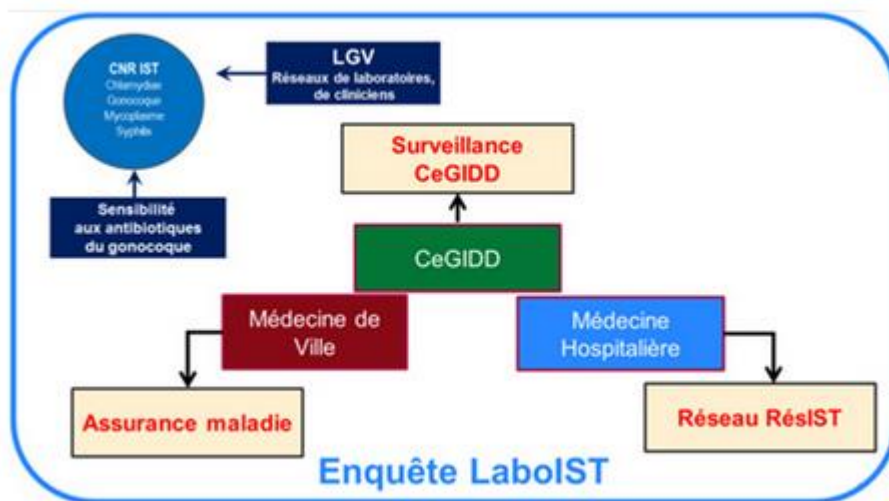 CNR IST
Chlamydiae
Gonocoque
Mycoplasme
Syphilis
LGV
Réseaux de laboratoires,
de cliniciens
Sensibilité
aux antibiotiques
du gonocoque
Surveillance
CeGIDD
CeGIDD
Médecine de
Ville
Médecine
Hospitalière
Assurance maladie
Réseau RésIST
Enquête LaboIST